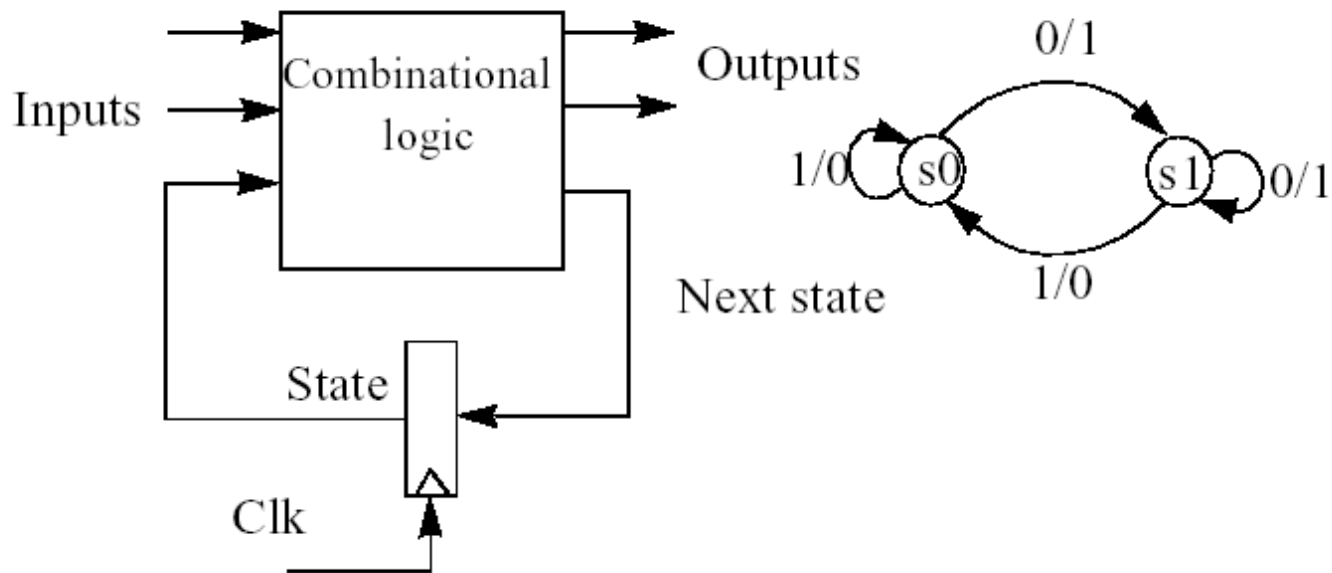 Inputs
Combinational
logic
Outputs
Next state
State
Clk
0/1
1/0
s0
s1
0/1
1/0